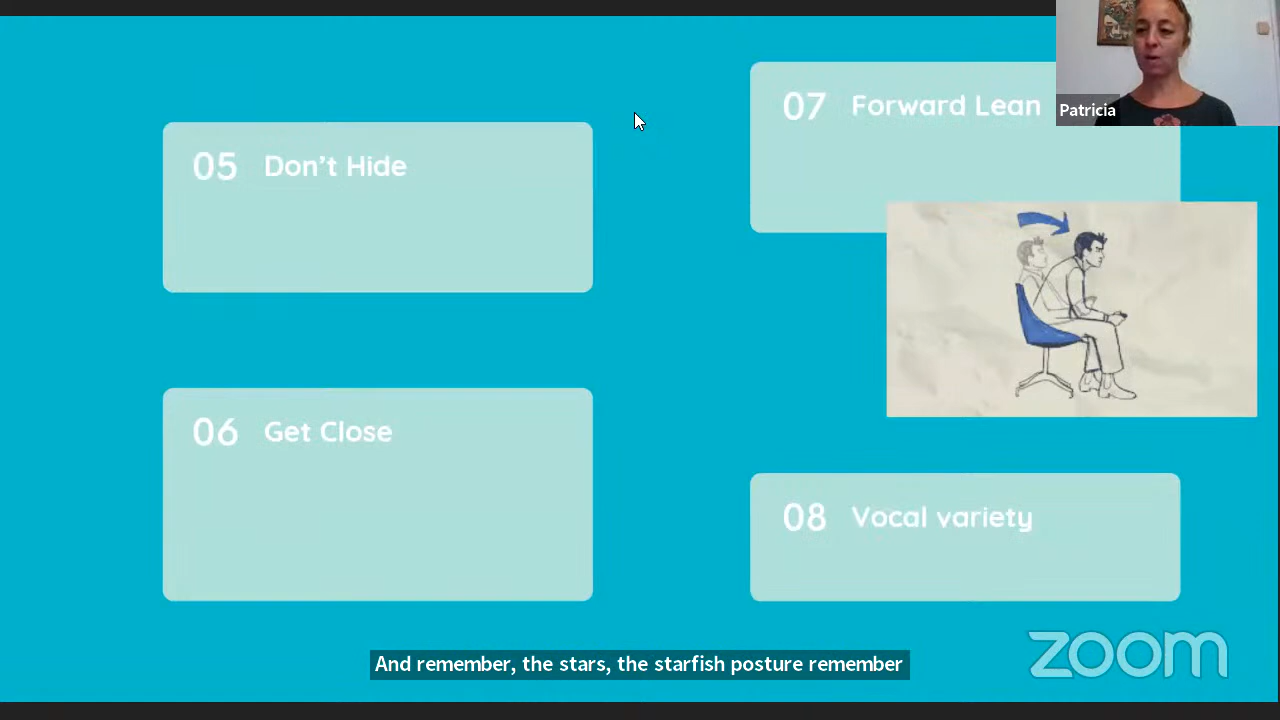 05 Don’t Hide
06 Get Close
07 Forward Lean
08 Vocal variety
Patricia
And remember, the stars, the starfish posture remember
zoom